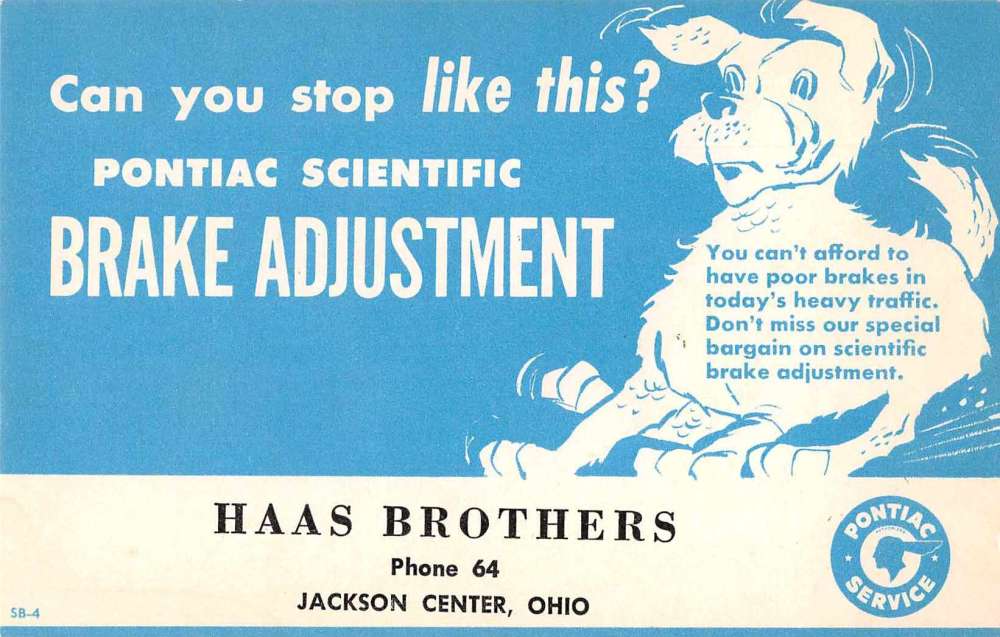 Can you stop like this?
PONTIAC SCIENTIFIC
BRAKE ADJUSTMENT
You can't afford to
have poor brakes in
today's heavy traffic.
Don't miss our special
bargain on scientific
brake adjustment.
HAAS BROTHERS
Phone 64
JACKSON CENTER, OHIO
PONTIAC
SERVICE
SB-4